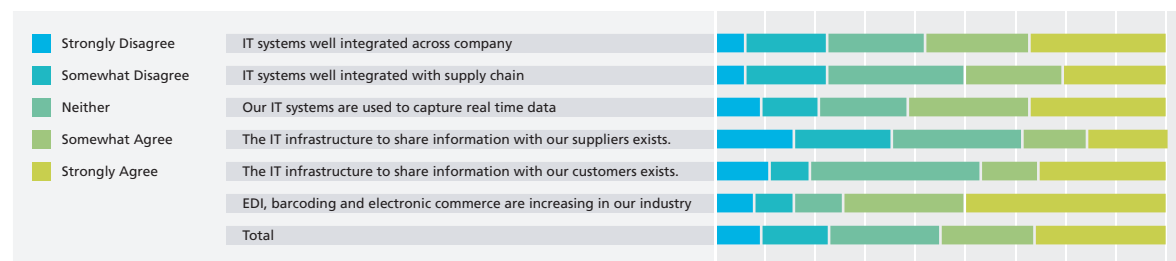 Strongly Disagree
IT systems well integrated across company
Somewhat Disagree
IT systems well integrated with supply chain
Neither
Our IT systems are used to capture real time data
Somewhat Agree
The IT infrastructure to share information with our suppliers exists.
Strongly Agree
The IT infrastructure to share information with our customers exists.
EDI, barcoding and electronic commerce are increasing in our industry
Total